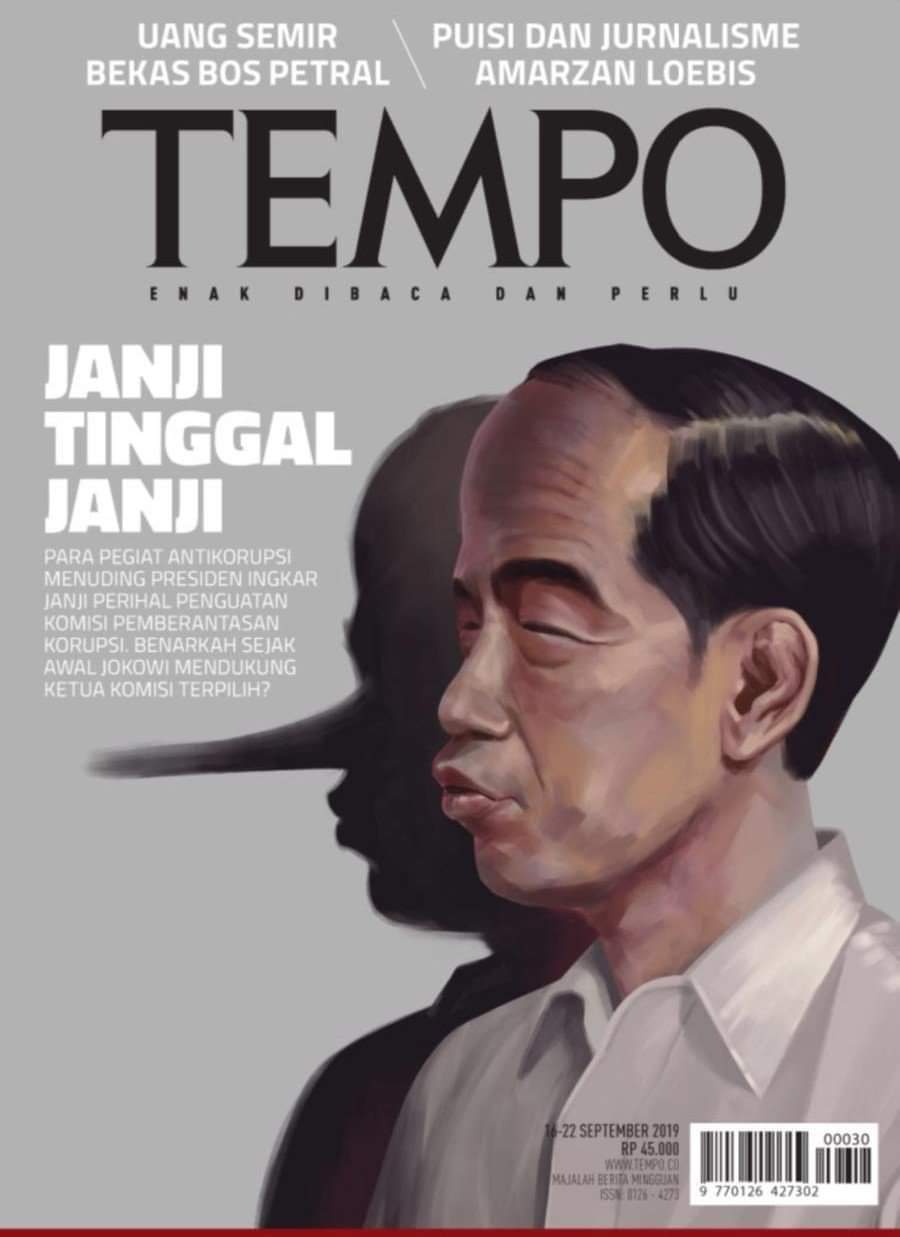 UANG SEMIR
BEKAS BOS PETRAL
PUISI DAN JURNALISME
AMARZAN LOEBIS
TEMPO
ENAK DIBACA DAN PERLU
JANJI
TINGGAL
JANJI
PARA PEGIAT ANTIKORUPSI
MENUDING PRESIDEN INGKAR
JANJI PERIHAL PENGUATAN
KOMISI PEMBERANTASAN
KORUPSI. BENARKAH SEJAK
AWAL JOKOWI MENDUKUNG
KETUA KOMISI TERPILIH?
16-22 SEPTEMBER 2019
RP 45.000
WWW.TEMPO.CO
MAJALAH BERITA MINGGUAN
ISSN: 0126 - 4273
00030
9 770126 427302